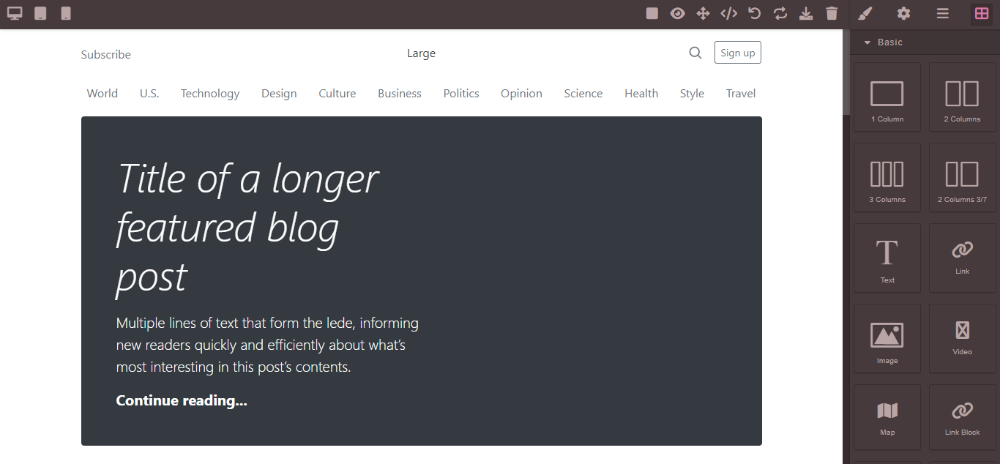 Basic
Subscribe
Large
Sign up
World U.S. Technology Design Culture Business Politics Opinion Science Health Style Travel
Title of a longer
featured blog
post
Multiple lines of text that form the lede, informing
new readers quickly and efficiently about what’s
most interesting in this post’s contents.
Continue reading...
1 Column
2 Columns
3 Columns
2 Columns 3/7
Text
Link
Image
Video
Map
Link Block